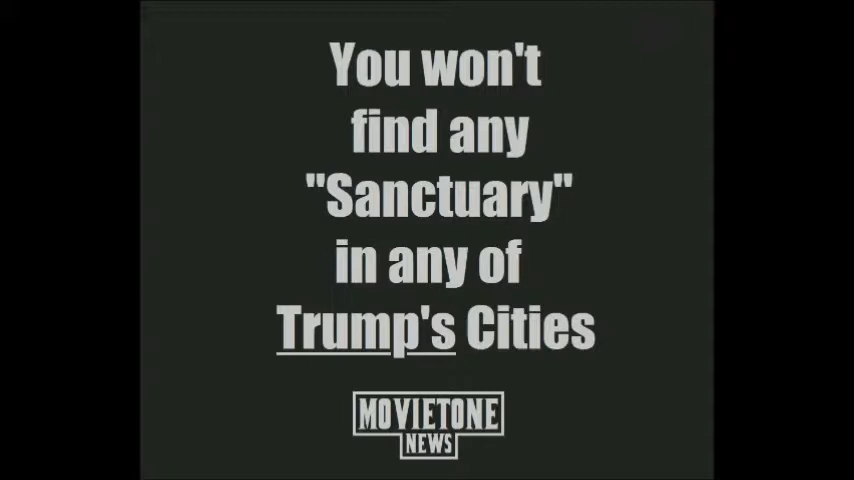 You won't
find any
"Sanctuary"
in any of
Trump's Cities
MOVIETONE
NEWS